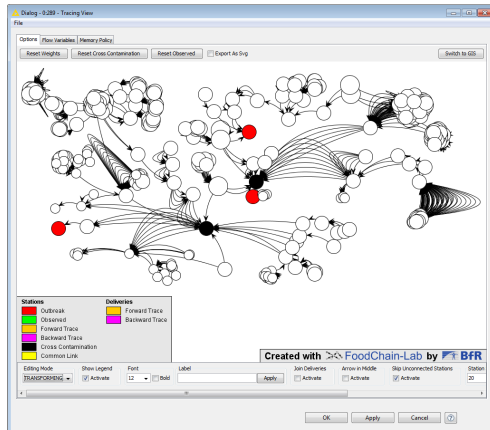 Dialog - 0:289 - Tracing View
File
Options Flow Variables Memory Policy
Reset Weights Reset Cross Contamination Reset Observed Export As Svg Switch to GIS
Stations Deliveries
Outbreak Forward Trace
Observed Backward Trace
Forward Trace
Backward Trace
Cross Contamination
Common Link
Created with FoodChain-Lab by BfR
Editing Mode Show Legend Font Label Join Deliveries Arrow in Middle Skip Unconnected Stations Station
TRANSFORMING Activate 12 Bold Apply Activate Activate Activate 20
OK Apply Cancel ?